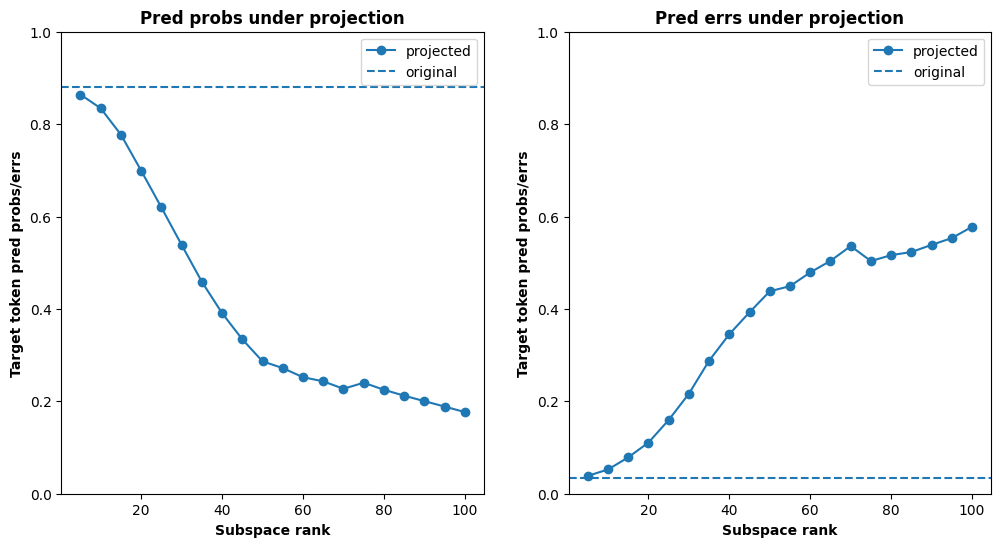 Pred probs under projection
Target token pred probs/errs
1.0
0.8
0.6
0.4
0.2
0.0
projected
original
20
40
60
80
100
Subspace rank
Pred errs under projection
Target token pred probs/errs
1.0
0.8
0.6
0.4
0.2
0.0
projected
original
20
40
60
80
100
Subspace rank